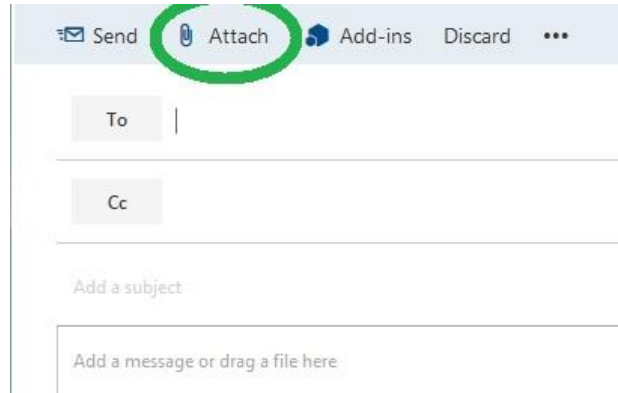 Send Attach Add-ins Discard •••
To
Cc
Add a subject
Add a message or drag a file here